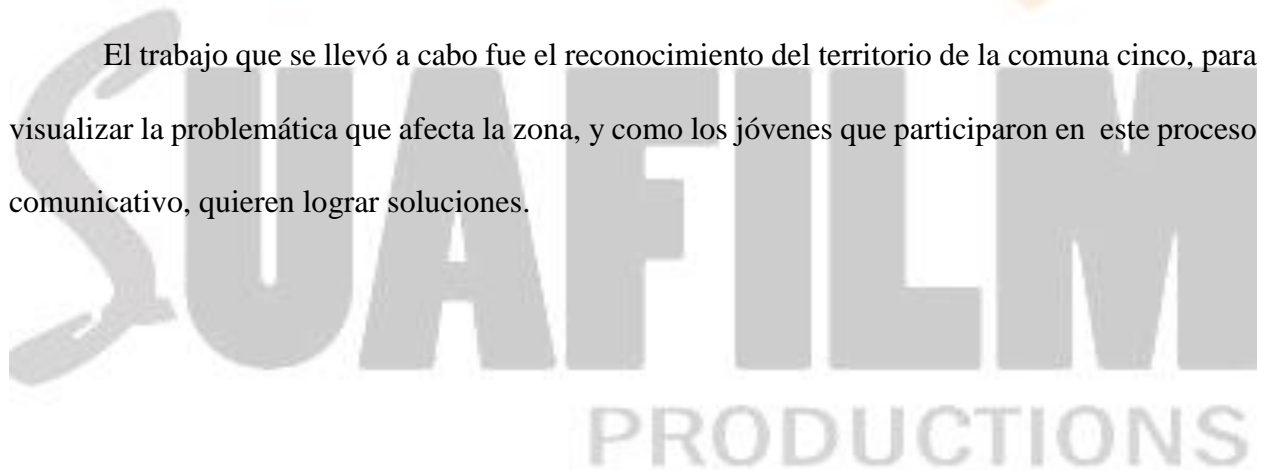 El trabajo que se llevó a cabo fue el reconocimiento del territorio de la comuna cinco, para
visualizar la problemática que afecta la zona, y como los jóvenes que participaron en este proceso
comunicativo, quieren lograr soluciones.
SUAFILM
PRODUCTIONS